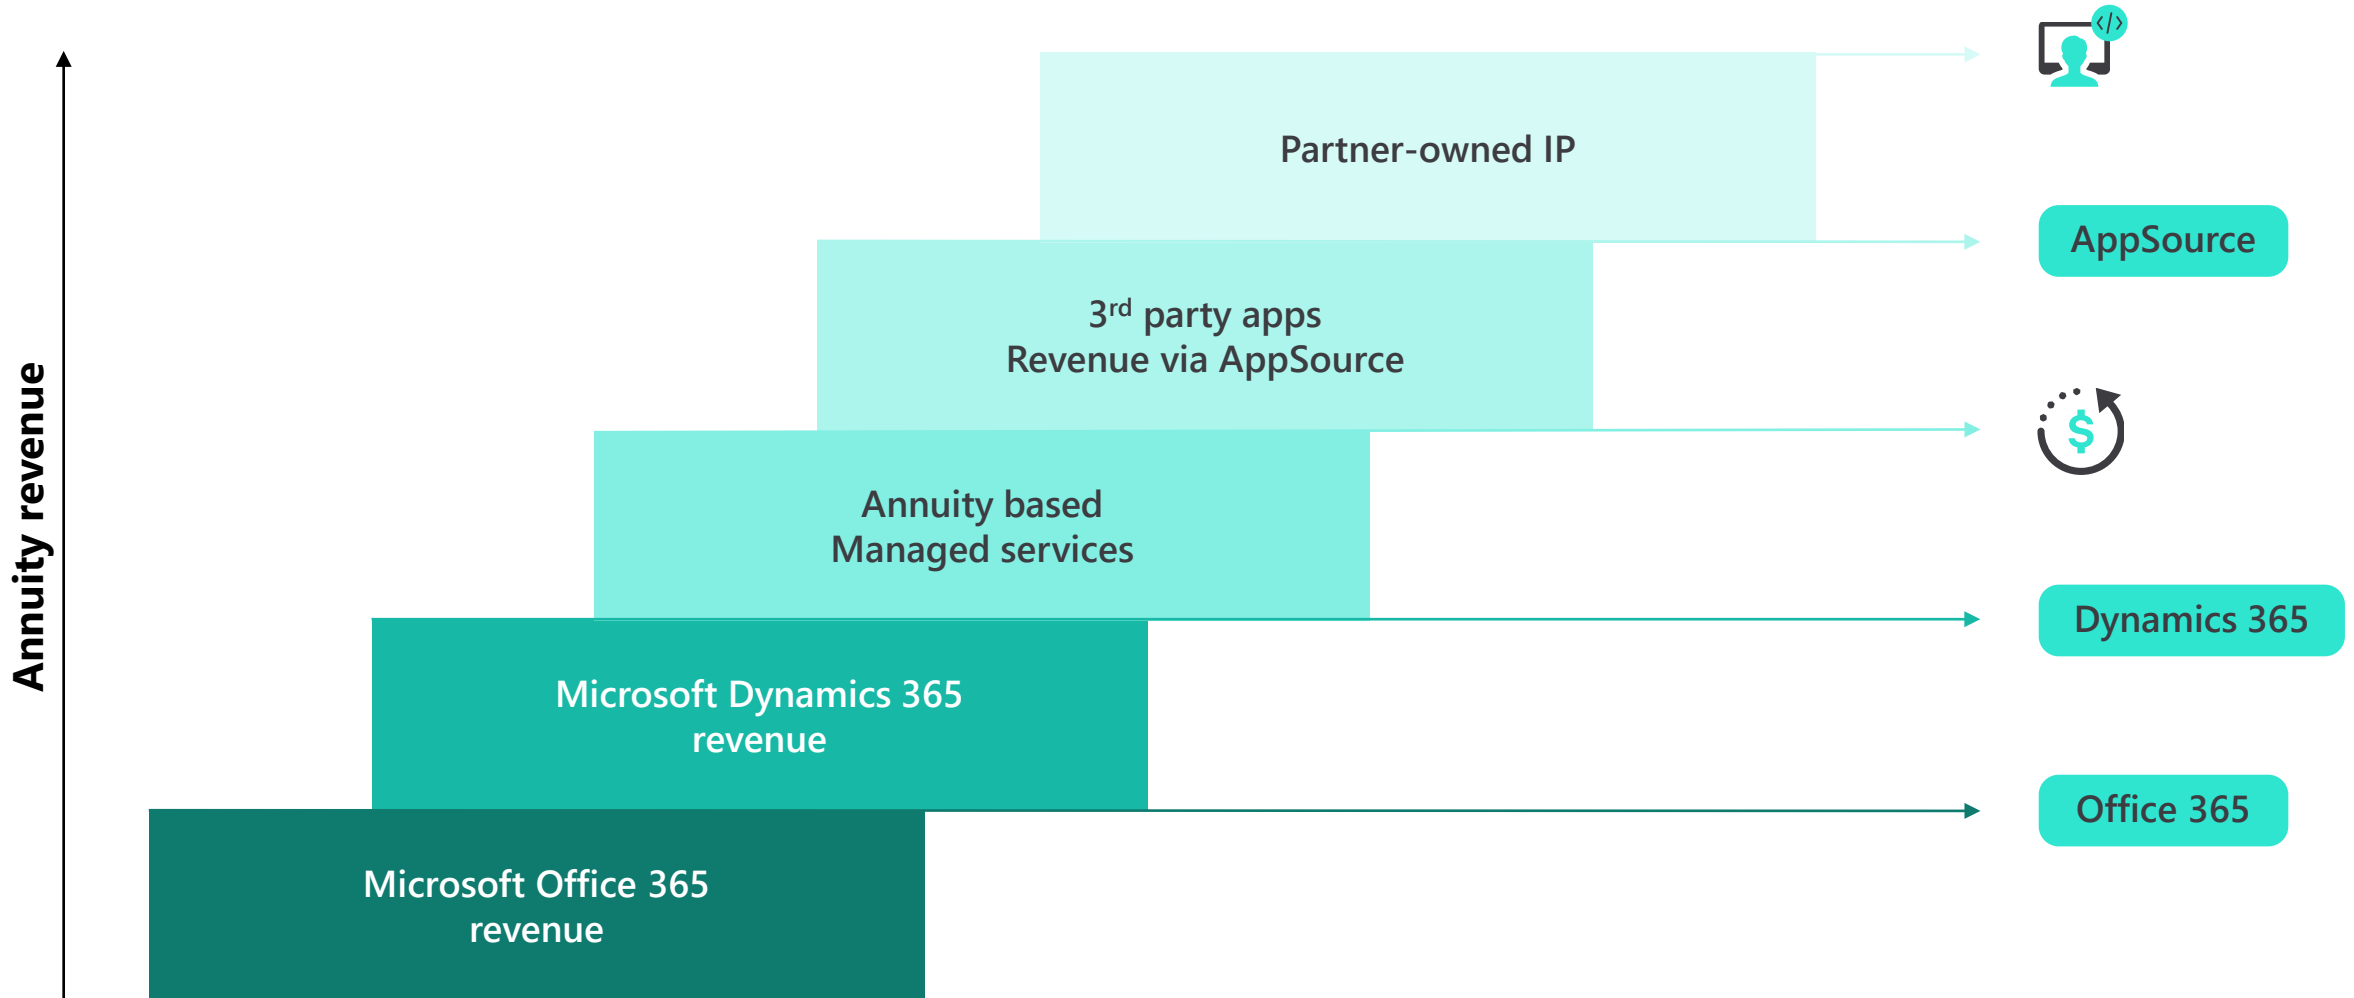 Annuity revenue
Partner-owned IP
AppSource
3rd party apps
Revenue via AppSource
$
Annuity based
Managed services
Dynamics 365
Microsoft Dynamics 365
revenue
Office 365
Microsoft Office 365
revenue